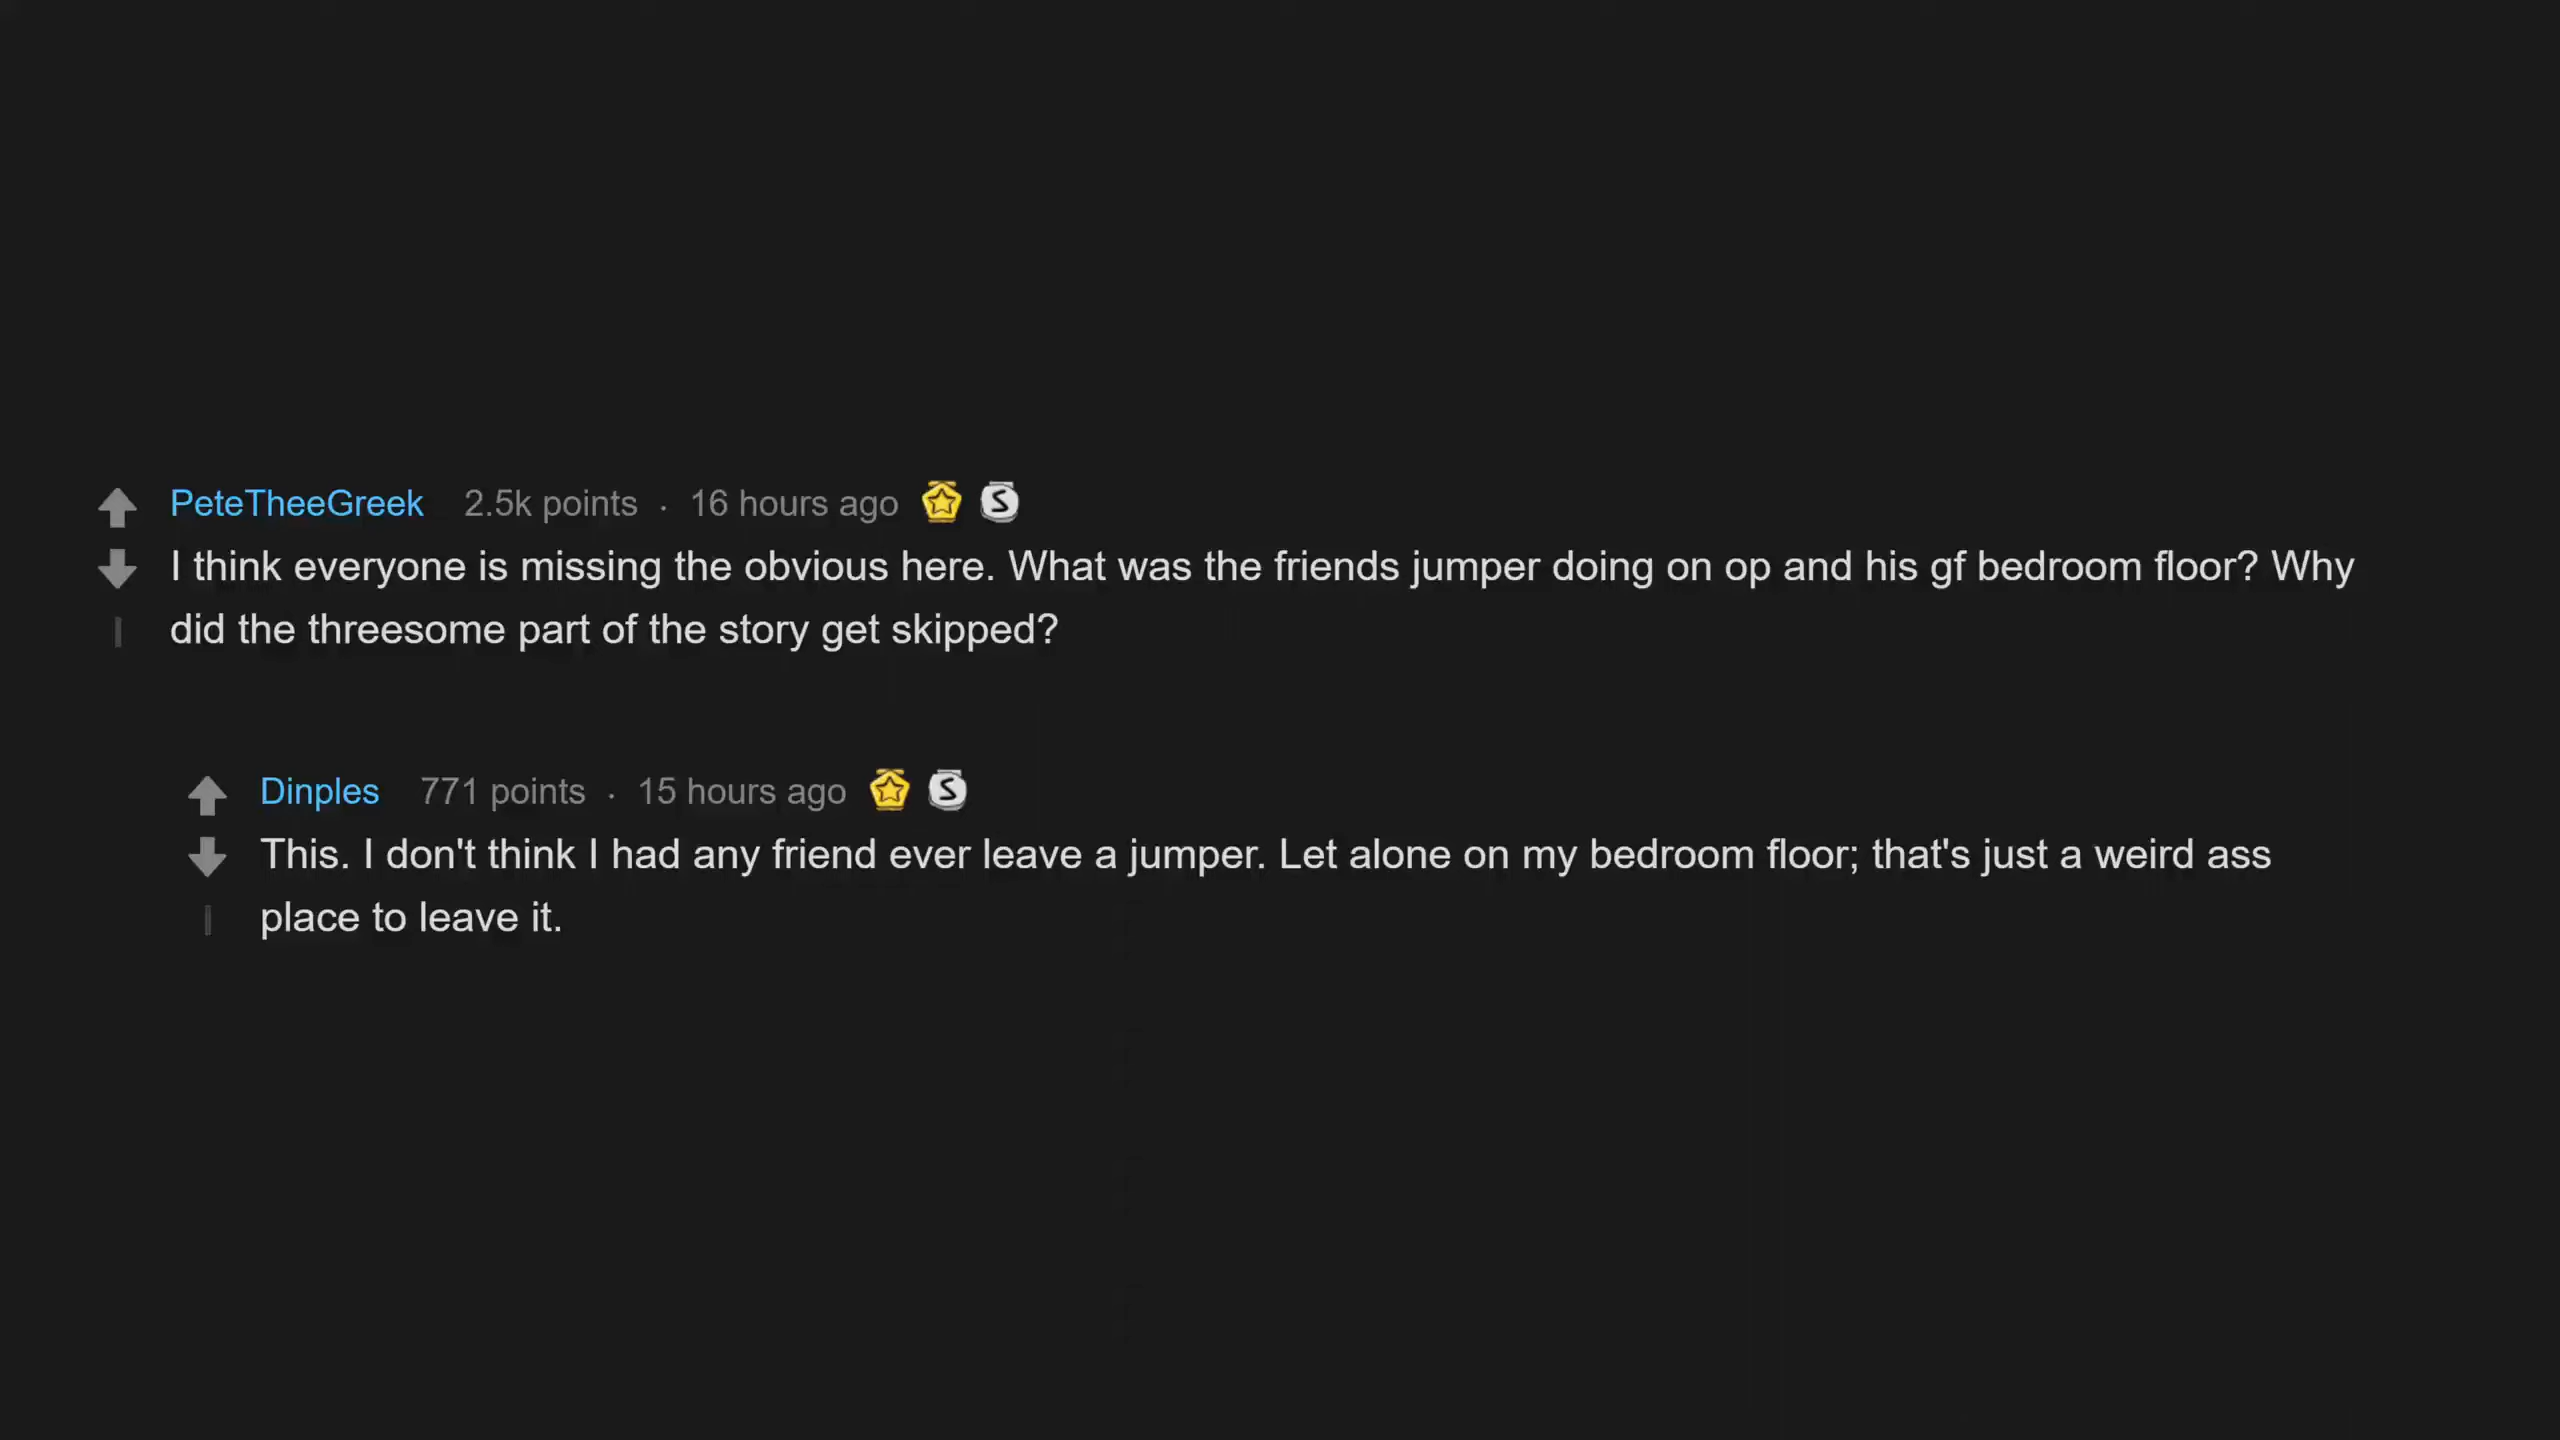 PeteTheeGreek 2.5k points · 16 hours ago S
I think everyone is missing the obvious here. What was the friends jumper doing on op and his gf bedroom floor? Why
did the threesome part of the story get skipped?
Dinples 771 points · 15 hours ago S
This. I don't think I had any friend ever leave a jumper. Let alone on my bedroom floor; that's just a weird ass
place to leave it.